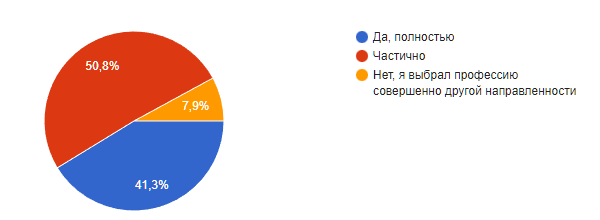 50,8%
7,9%
41,3%
Да, полностью
Частично
Нет, я выбрал профессию
совершенно другой направленности